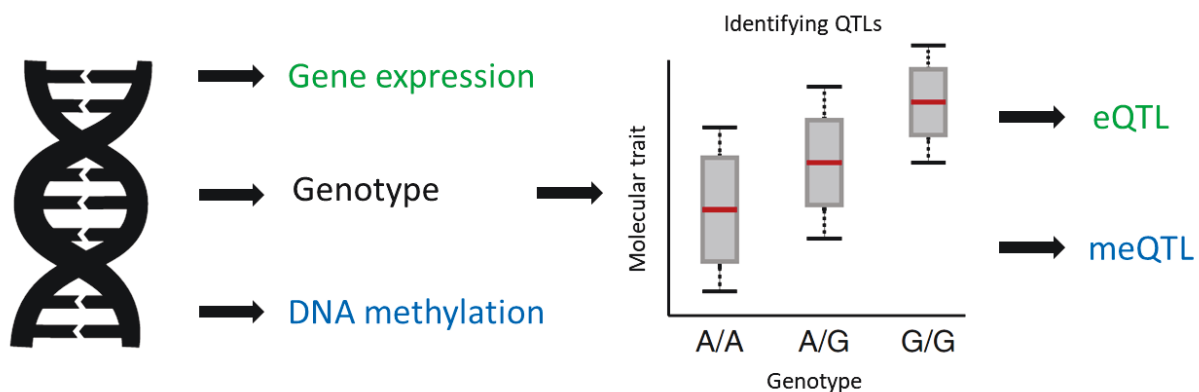 Gene expression
Genotype
DNA methylation
Identifying QTLs
Molecular trait
A/A
A/G
G/G
Genotype
eQTL
meQTL